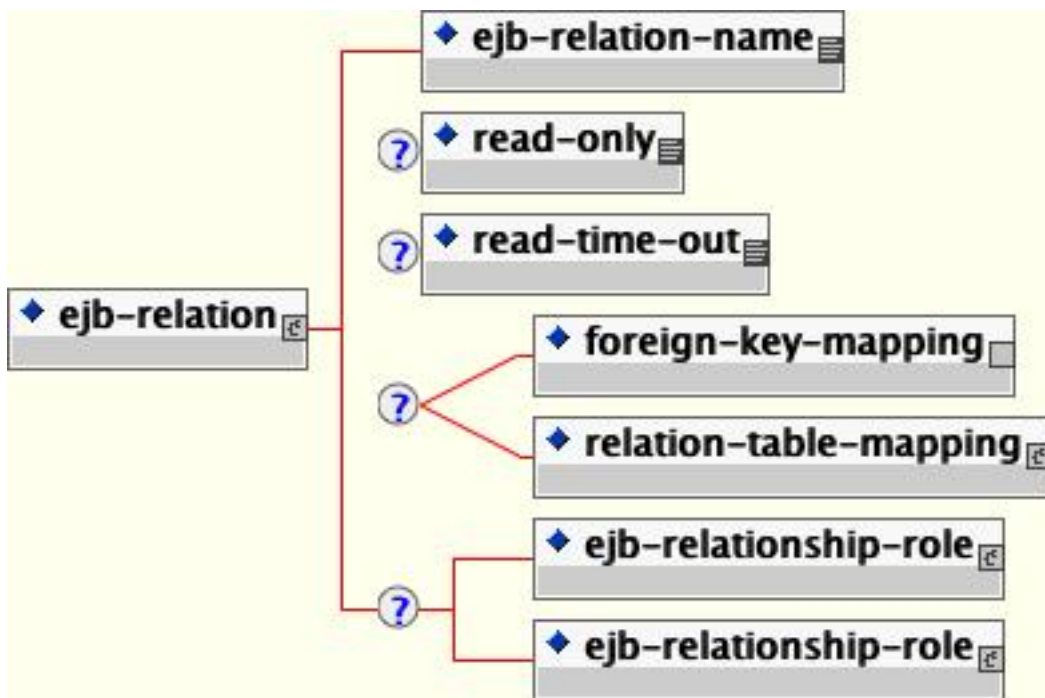 ejb-relation-name
? read-only
? read-time-out
ejb-relation
? foreign-key-mapping
relation-table-mapping
? ejb-relationship-role
ejb-relationship-role